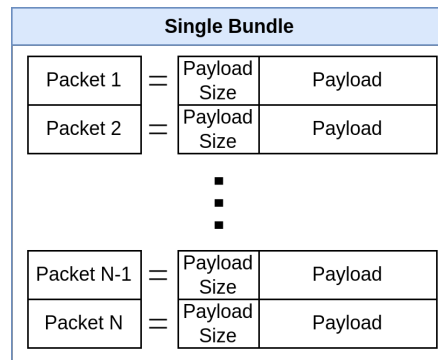 Single Bundle
Packet 1 = Payload Size Payload
Packet 2 = Payload Size Payload
Packet N-1 = Payload Size Payload
Packet N = Payload Size Payload